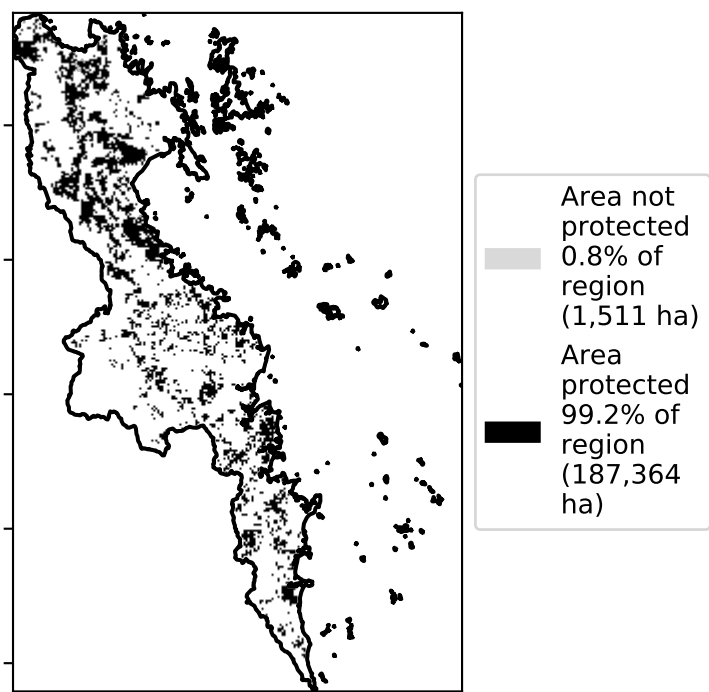 Area not
protected
0.8% of
region
(1,511 ha)
Area
protected
99.2% of
region
(187,364
ha)